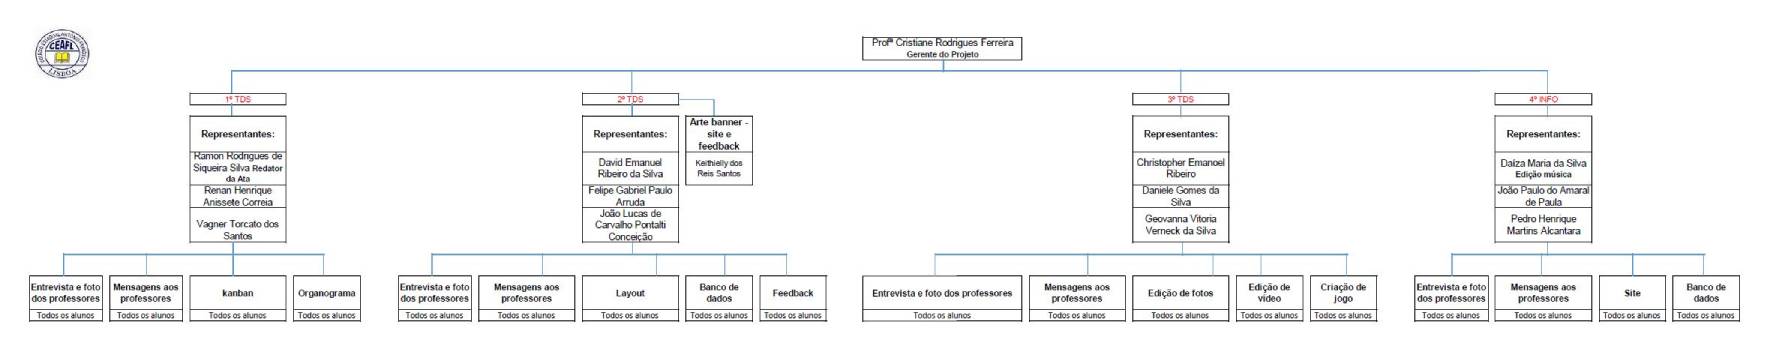 CEAFL
LISBOA
Profª Cristiane Rodrigues Ferreira
Gerente do Projeto
1º TDS
Representantes:
Ramon Rodrigues de
Siqueira Silva Redator
da Ata
Renan Henrique
Anissete Correia
Vagner Torcato dos
Santos
Entrevista e foto
dos professores
Todos os alunos
Mensagens aos
professores
Todos os alunos
kanban
Todos os alunos
Organograma
Todos os alunos
2º TDS
Representantes:
David Emanuel
Ribeiro da Silva
Felipe Gabriel Paulo
Arruda
João Lucas de
Carvalho Pontalti
Conceição
Arte banner -
site e
feedback
Keithielly dos
Reis Santos
Entrevista e foto
dos professores
Todos os alunos
Mensagens aos
professores
Todos os alunos
Layout
Todos os alunos
Banco de
dados
Todos os alunos
Feedback
Todos os alunos
3º TDS
Representantes:
Christopher Emanoel
Ribeiro
Daniele Gomes da
Silva
Geovanna Vitoria
Verneck da Silva
Entrevista e foto dos professores
Todos os alunos
Mensagens aos
professores
Todos os alunos
Edição de fotos
Todos os alunos
Edição de
vídeo
Todos os alunos
Criação de
jogo
Todos os alunos
4º INFO
Representantes:
Daíza Maria da Silva
Edição música
João Paulo do Amaral
de Paula
Pedro Henrique
Martins Alcantara
Entrevista e foto
dos professores
Todos os alunos
Mensagens aos
professores
Todos os alunos
Site
Todos os alunos
Banco de
dados
Todos os alunos